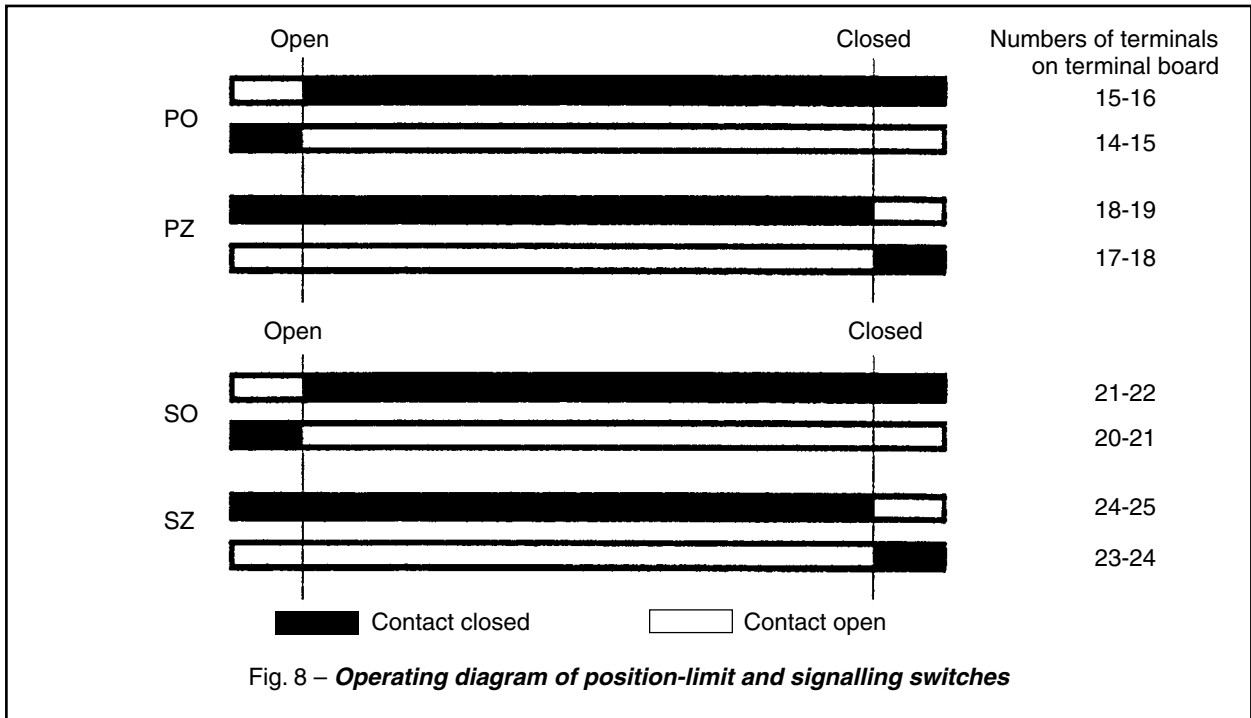 Open Closed Numbers of terminals
on terminal board
PO 15-16
14-15
PZ 18-19
17-18
Open Closed
SO 21-22
20-21
SZ 24-25
23-24
Contact closed Contact open
Fig. 8 – Operating diagram of position-limit and signalling switches